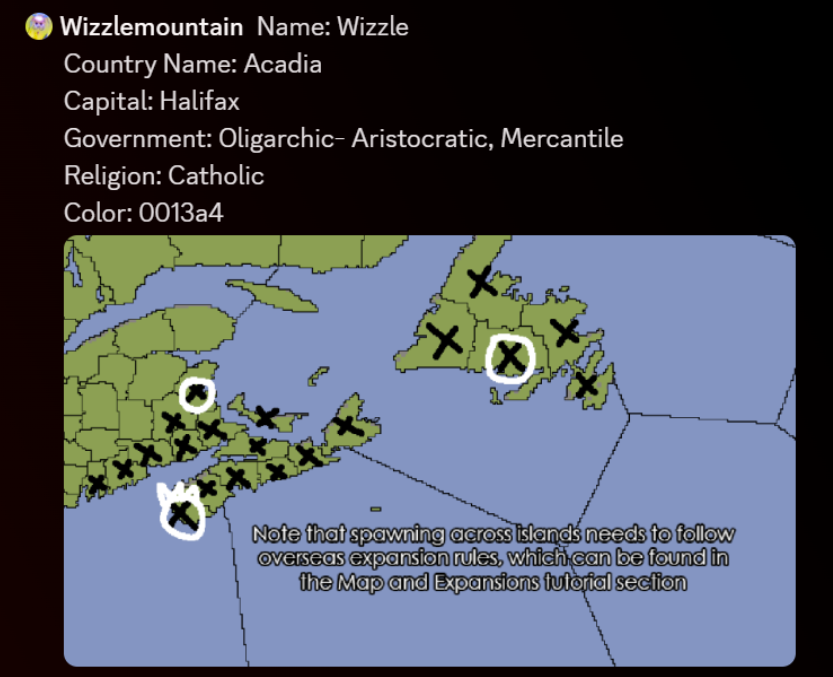 Wizzlemountain Name: Wizzle
Country Name: Acadia
Capital: Halifax
Government: Oligarchic- Aristocratic, Mercantile
Religion: Catholic
Color: 0013a4
Note that spawning across islands needs to follow
overseas expansion rules, which can be found in
the Map and Expansions tutorial section